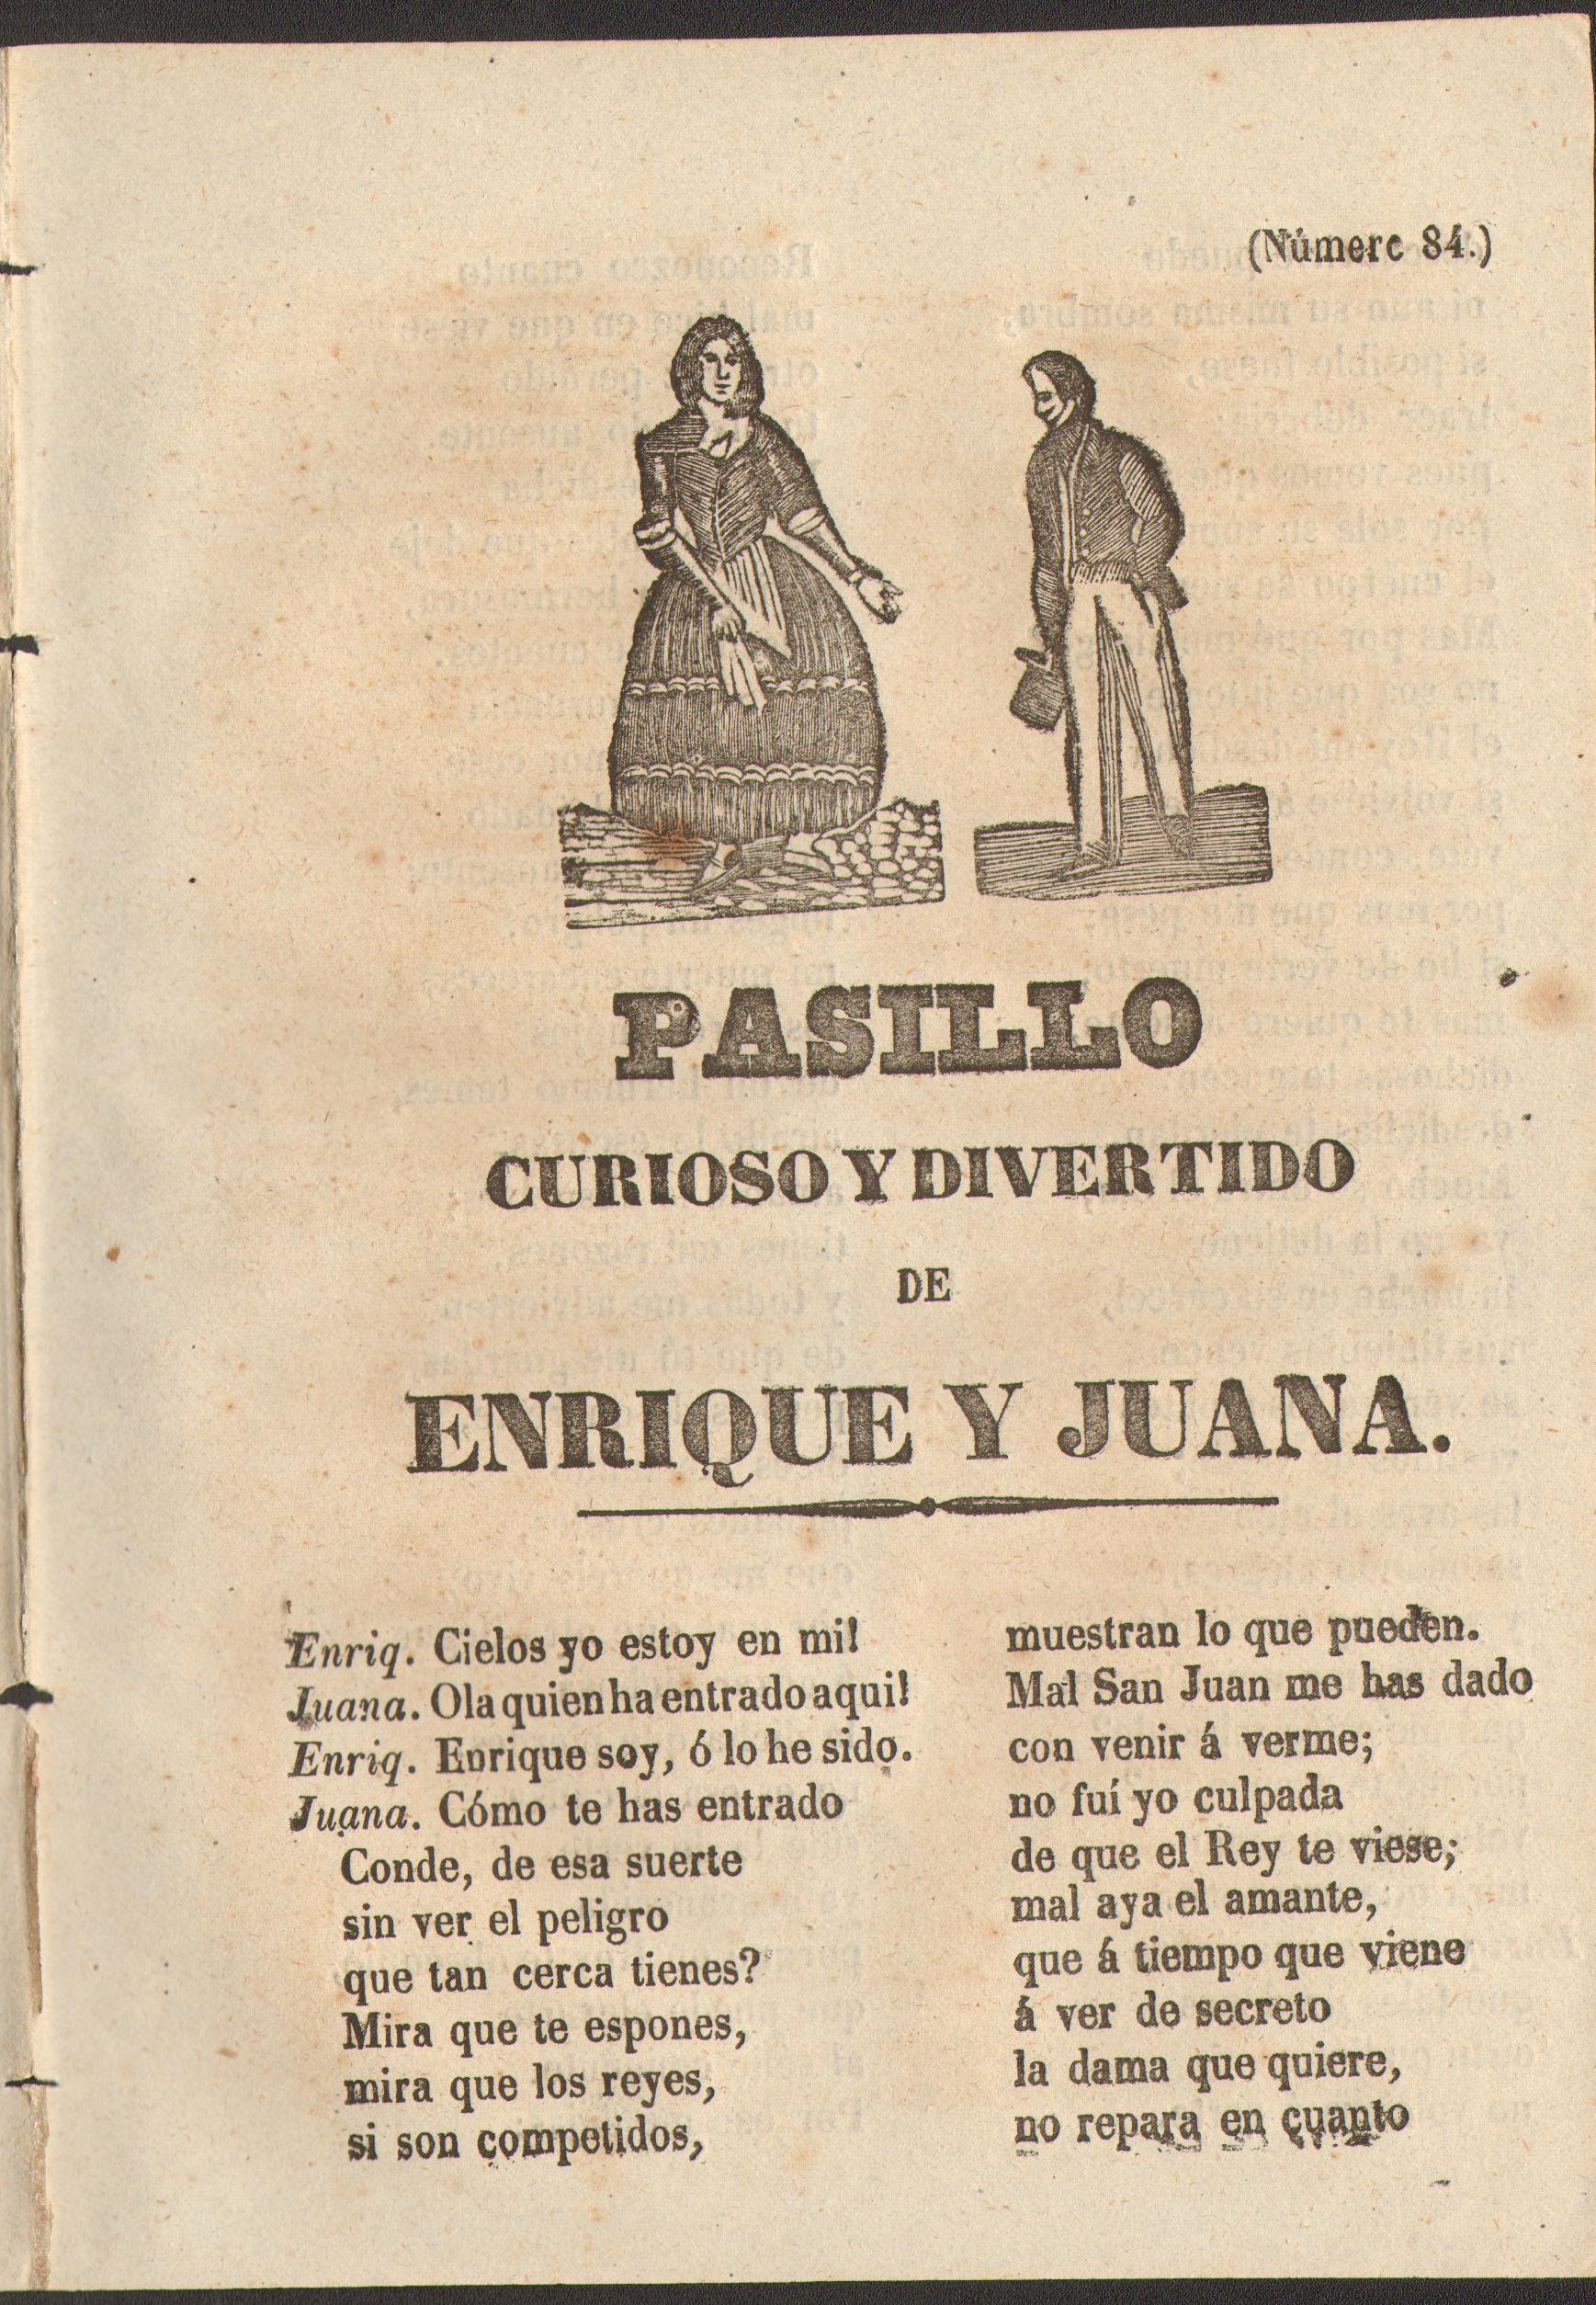 (Númerc 84.)
PASILLO
CURIOSO Y DIVERTIDO
DE
ENRIQUE Y JUANA.
Enriq. Cielos yo estoy en mi!
Juana. Ola quien ha entrado aqui!
Enriq. Enrique soy, ó lo he sido.
Juana. Cómo te has entrado
Conde, de esa suerte
sin ver el peligro
que tan cerca tienes?
Mira que te espones,
mira que los reyes,
si son competidos,
muestran lo que pueden.
Mal San Juan me has dado
con venir á verme;
no fuí yo culpada
de que el Rey te viese;
mal aya el amante,
que á tiempo que viene
á ver de secreto
la dama que quiere,
no repara en cuanto